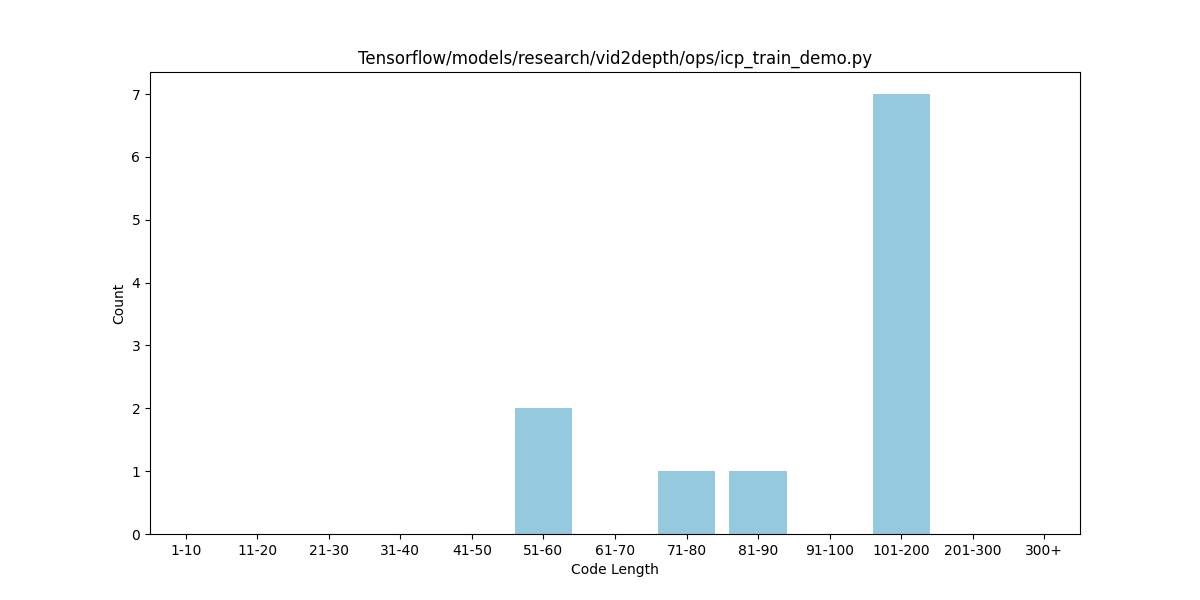 Tensorflow/models/research/vid2depth/ops/icp_train_demo.py
7
6
5
4
3
2
1
0
Count
1-10 11-20 21-30 31-40 41-50 51-60 61-70 71-80 81-90 91-100 101-200 201-300 300+
Code Length